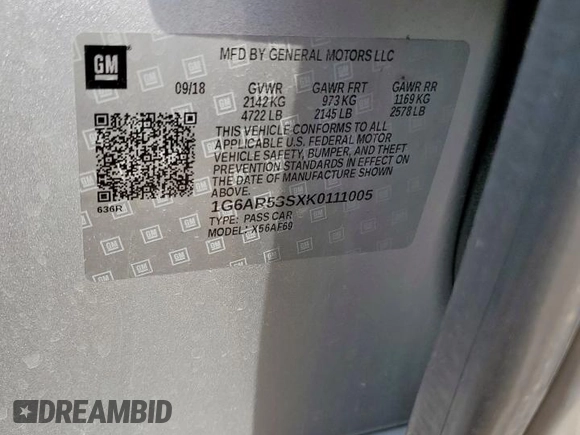 GM
MFD BY GENERAL MOTORS LLC
09/18 GVWR GAWR FRT GAWR RR
2142 KG 973 KG 1169 KG
4722 LB 2145 LB 2578 LB
THIS VEHICLE CONFORMS TO ALL
APPLICABLE U.S. FEDERAL MOTOR
VEHICLE SAFETY, BUMPER, AND THEFT
PREVENTION STANDARDS IN EFFECT ON
THE DATE OF MANUFACTURE SHOWN
ABOVE.
636R
1G6AR5SSXK0111005
TYPE: PASS CAR
MODEL: X56AF69
DREAMBID